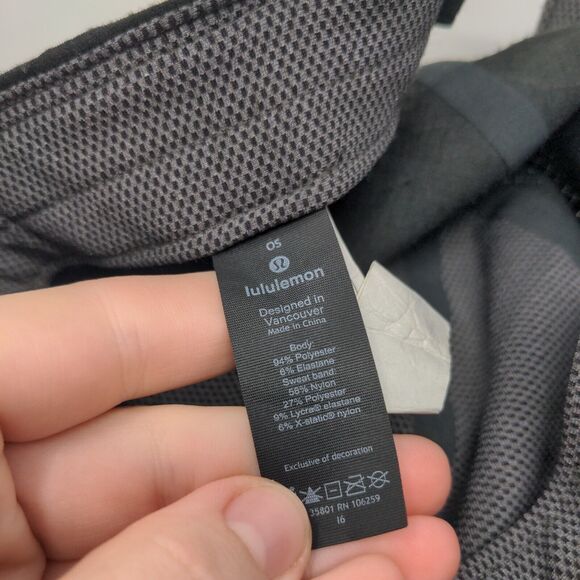 OS
lululemon
Designed in
Vancouver
Made in China
Body:
94% Polyester
6% Elastane
Sweat band:
58% Nylon
27% Polyester
9% Lycra® elastane
6% X-static® nylon
Exclusive of decoration
35801 RN 106259
I6